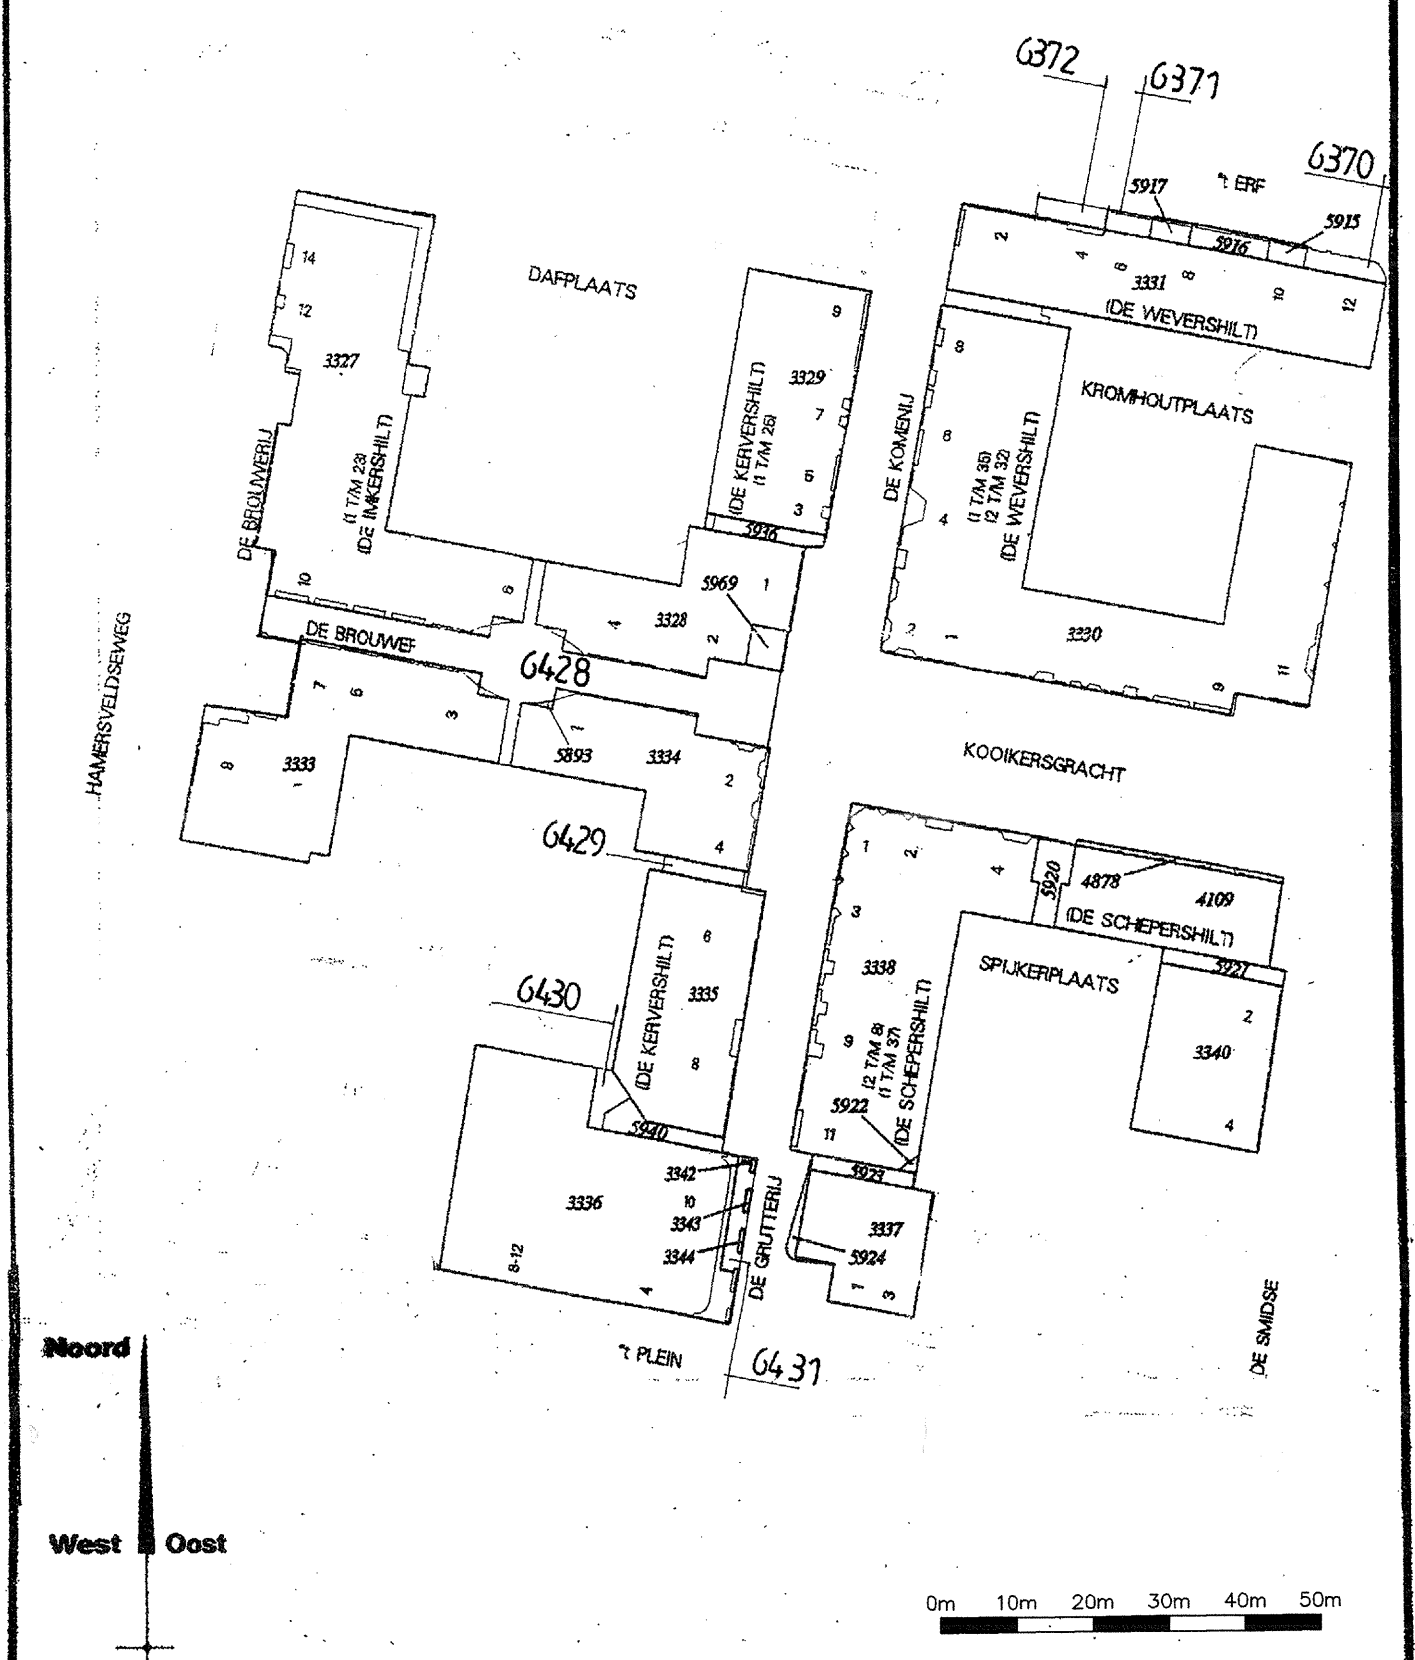 6372
6371
6370
't ERF
5917
5915
5916
2
4
6
8
10
12
3331
(DE WEVERSHILT)
14
12
3327
DAFPLAATS
9
3329
7
5
3
(DE KERVERSHILT)
(1 T/M 26)
5936
DE KOMENIJ
8
6
4
2
1
(1 T/M 35)
(2 T/M 32)
(DE WEVERSHILT)
KROMHOUTPLAATS
3330
9
11
DE BROUWERIJ
(1 T/M 23)
(DE IMKERSHILT)
10
6
DE BROUWE
4
3328
2
5969
1
HAMERSVELDSEWEG
6428
7
6
3
8
3333
1
1
5893
3334
2
4
KOOIKERSGRACHT
6429
1
2
4
5920
4878
4109
(DE SCHEPERSHILT)
3
3338
9
11
(2 T/M 8)
(1 T/M 37)
(DE SCHEPERSHILT)
SPIJKERPLAATS
5927
2
3340
4
6
3335
8
(DE KERVERSHILT)
6430
5940
5922
5923
3342
3336
10
3343
3344
8-12
4
DE GRUTTERIJ
3337
5924
1
3
't PLEIN
6431
DE SMIDSE
Noord
West Oost
0m 10m 20m 30m 40m 50m